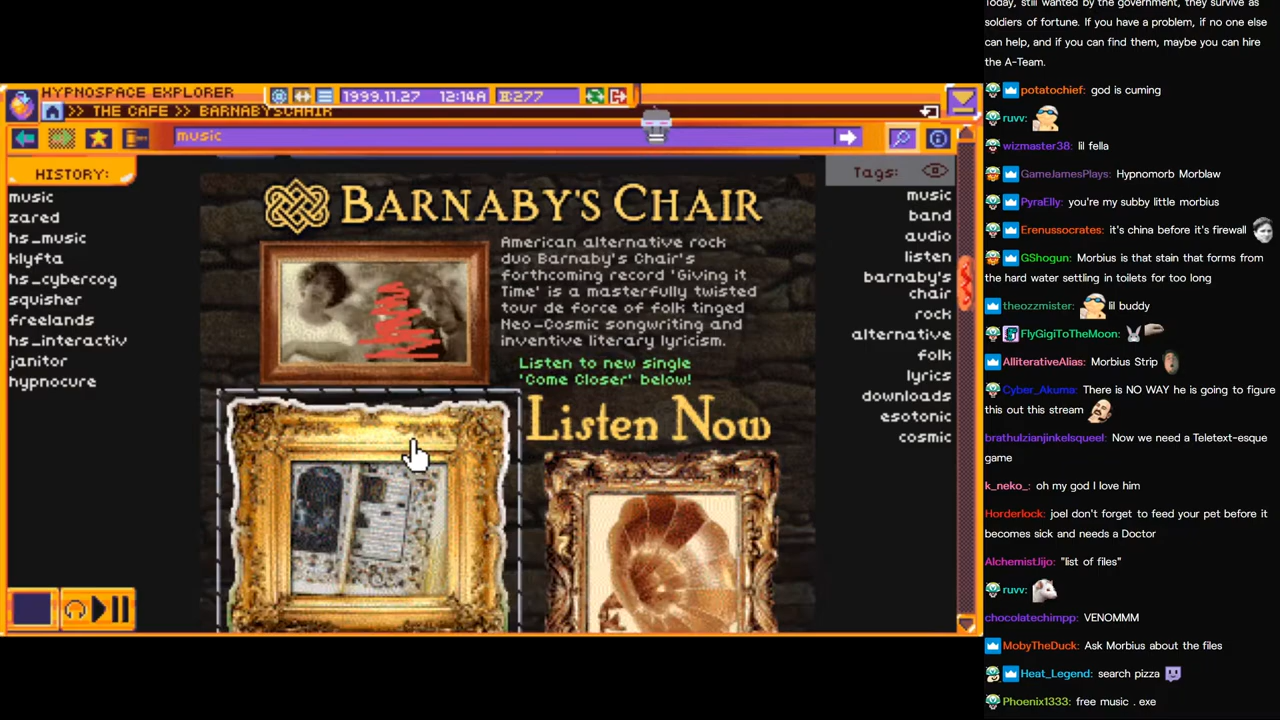 HYPNOSPACE EXPLORER
1999.11.27 12:14A
277
>> THE CAFE >> BARNABYSCHAIR
music
HISTORY:
music
zared
hs_music
klyfta
hs_cybercog
squisher
freelands
hs_interactiv
janitor
hypnocure
BARNABY'S CHAIR
American alternative rock
duo Barnaby's Chair's
forthcoming record 'Giving it
Time' is a masterfully twisted
tour de force of folk tinged
Neo-Cosmic songwriting and
inventive literary lyricism.
Listen to new single
'Come Closer' below!
Listen Now
Tags:
music
band
audio
listen
barnaby's
chair
rock
alternative
folk
lyrics
downloads
esotonic
cosmic
Today, still wanted by the government, they survive as
soldiers of fortune. If you have a problem, if no one else
can help, and if you can find them, maybe you can hire
the A-Team.
potatochief: god is cuming
ruvv:
wizmaster38: lil fella
GameJamesPlays: Hypnomorb Morblaw
PyraElly: you're my subby little morbius
Erenussocrates: it's china before it's firewall
GShogun: Morbius is that stain that forms from
the hard water settling in toilets for too long
theozzmister: lil buddy
FlyGigiToTheMoon:
AlliterativeAlias: Morbius Strip
Cyber_Akuma: There is NO WAY he is going to figure
this out this stream
brathulzianjinkelsqueel: Now we need a Teletext-esque
game
k_neko_: oh my god I love him
Horderlock: joel don't forget to feed your pet before it
becomes sick and needs a Doctor
AlchemistJijo: "list of files"
ruvv:
chocolatechimpp: VENOMMM
MobyTheDuck: Ask Morbius about the files
Heat_Legend: search pizza
Phoenix1333: free music . exe